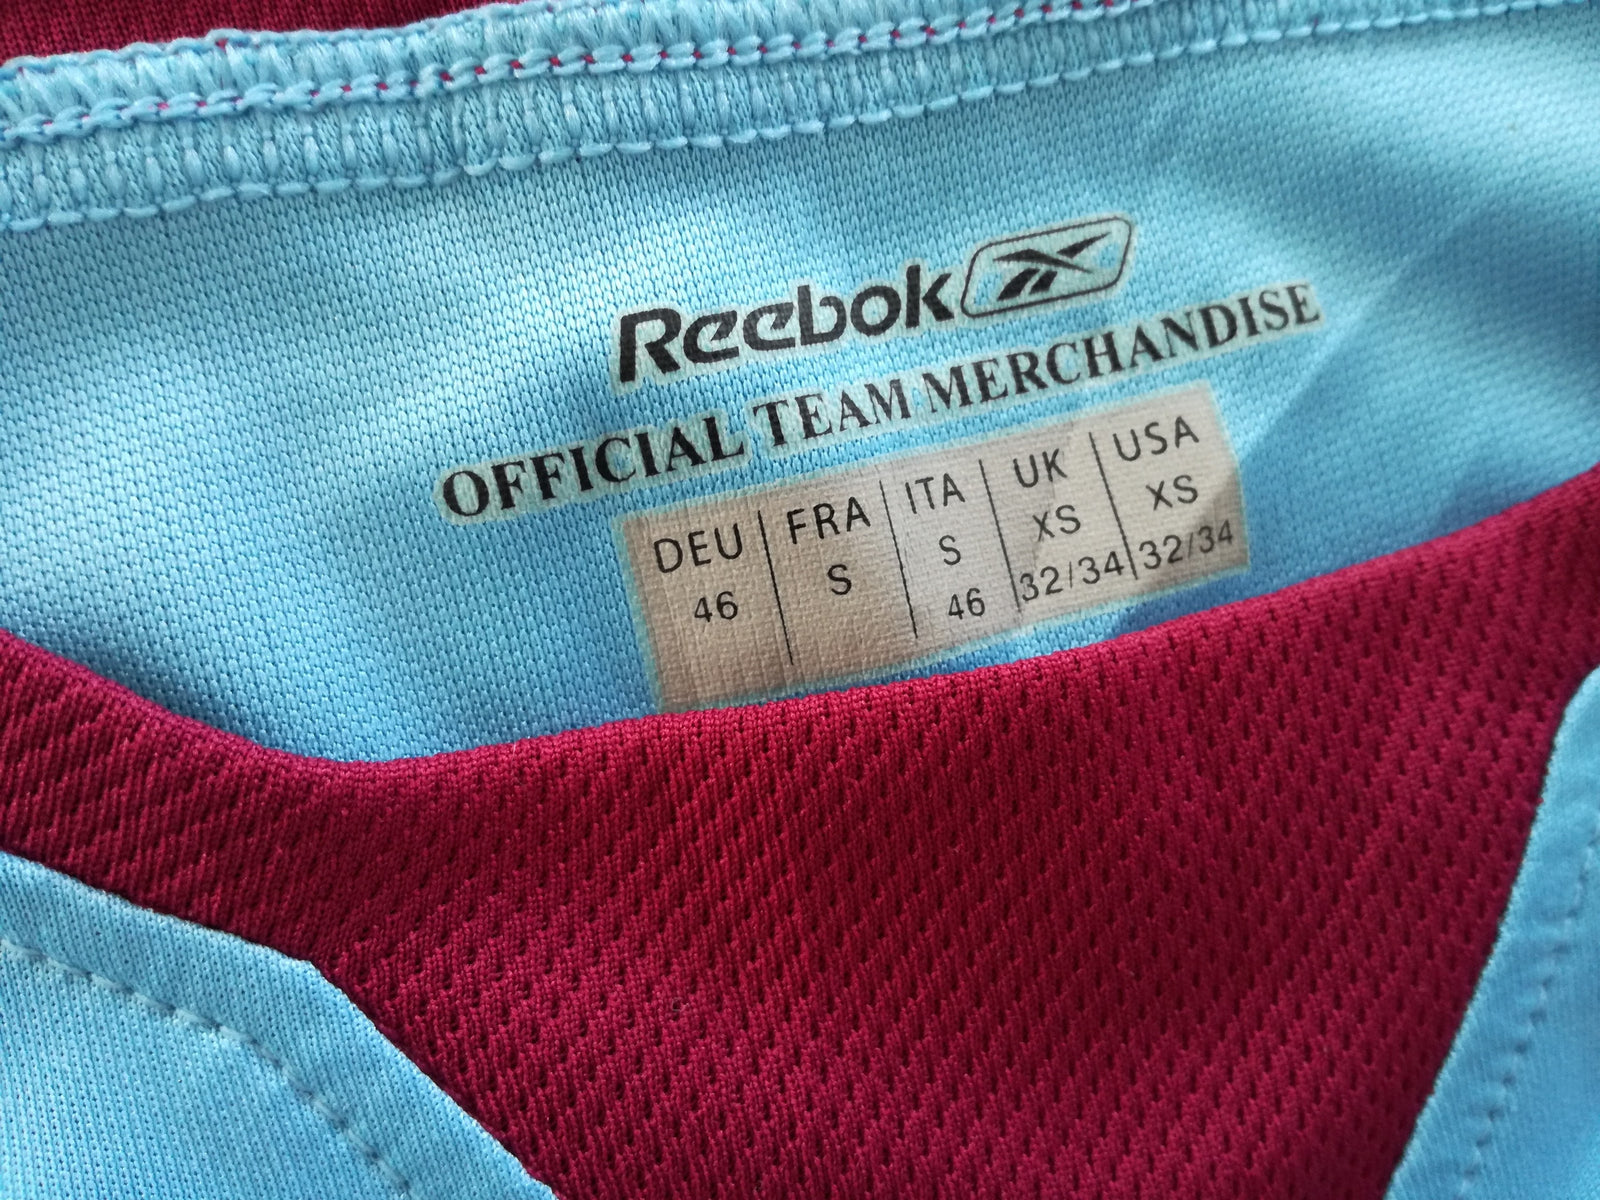 Reebok
OFFICIAL TEAM MERCHANDISE
DEU FRA ITA UK USA
46 S S XS XS
46 32/34 32/34